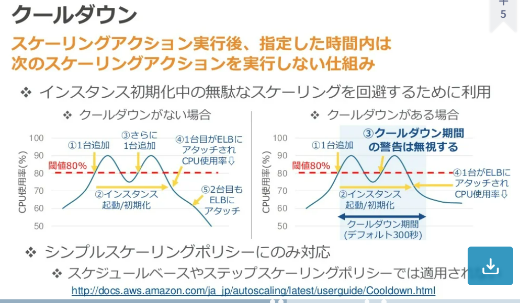 クールダウン
5
スケーリングアクション実行後、指定した時間内は
次のスケーリングアクションを実行しない仕組み
インスタンス初期化中の無駄なスケーリングを回避するために利用
クールダウンがない場合
CPU使用率(%)
100
90
80
70
60
50
閾値80%
①1台追加
③さらに
1台追加
④1台目がELBに
アタッチされ
CPU使用率⇩
②インスタンス
起動/初期化
⑤2台目も
ELBに
アタッチ
クールダウンがある場合
CPU使用率(%)
100
90
80
70
60
50
閾値80%
①1台追加
③クールダウン期間
の警告は無視する
②インスタンス
起動/初期化
④1台がELBに
アタッチされ
CPU使用率⇩
クールダウン期間
(デフォルト300秒)
シンプルスケーリングポリシーにのみ対応
スケジュールベースやステップスケーリングポリシーでは適用され
http://docs.aws.amazon.com/ja_jp/autoscaling/latest/userguide/Cooldown.html